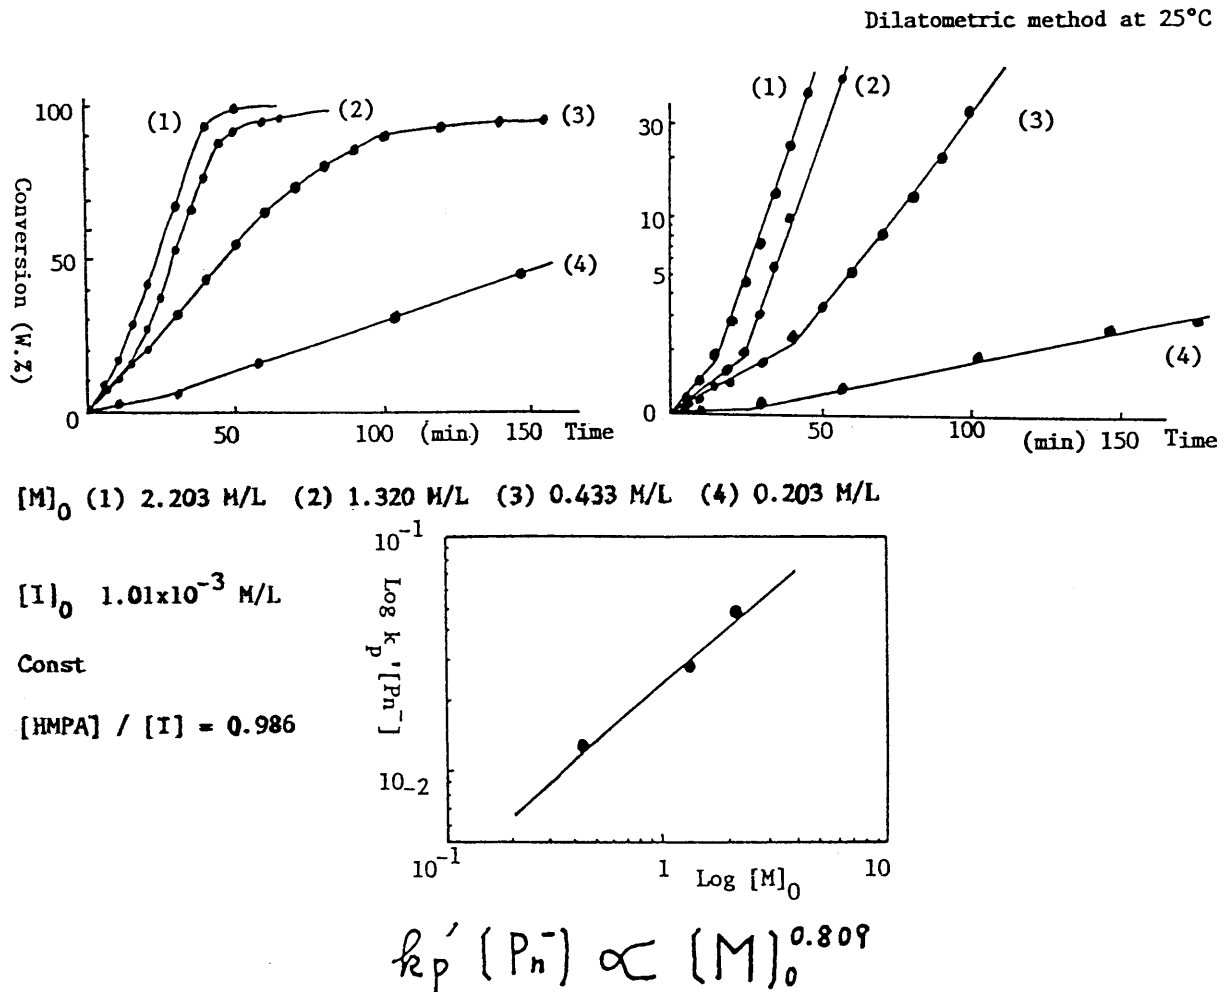 Dilatometric method at 25°C
100
50
0
Conversion (W.%)
(1)
(2)
(3)
(4)
50
100
(min)
150
Time
30
10
5
0
(1)
(2)
(3)
(4)
50
100
(min)
150
Time
[M]₀ (1) 2.203 M/L (2) 1.320 M/L (3) 0.433 M/L (4) 0.203 M/L
[I]₀ 1.01x10⁻³ M/L
Const
[HMPA] / [I] = 0.986
10⁻¹
Log kₚ'[Pn⁻]
10₋₂
10⁻¹
1
Log [M]₀
10
kp' [Pn⁻] ∝ [M]₀^0.809